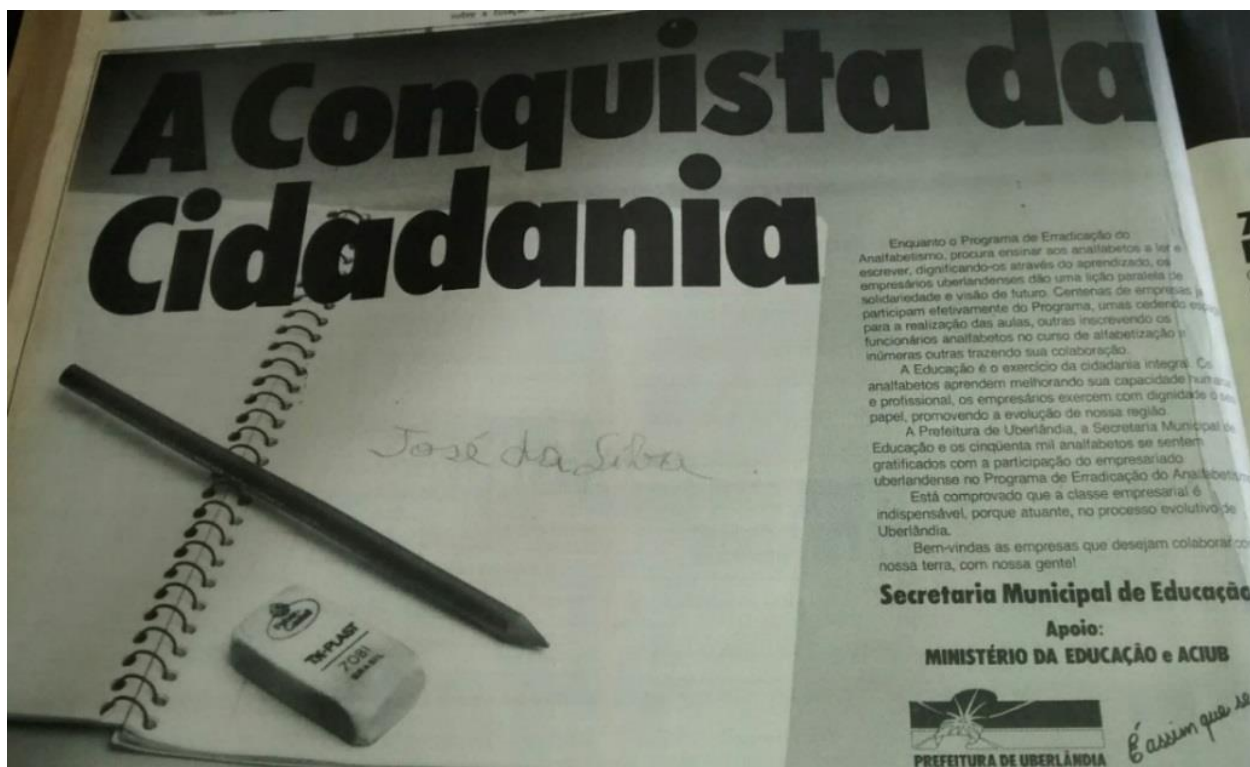 A Conquista da
Cidadania
Enquanto o Programa de Erradicação do
Analfabetismo, procura ensinar aos analfabetos a ler e
escrever, dignificando-os através do aprendizado, os
empresários uberlandenses dão uma lição paralela de
solidariedade e visão de futuro. Centenas de empresas já
participam efetivamente do Programa, umas cedendo
para a realização das aulas, outras inscrevendo os
funcionários analfabetos no curso de alfabetização e
inúmeras outras trazendo sua colaboração.
A Educação é o exercício da cidadania integral.
analfabetos aprendem melhorando sua capacidade humana
e profissional, os empresários exercem com dignidade o seu
papel, promovendo a evolução de nossa região.
A Prefeitura de Uberlândia, a Secretaria Municipal de
Educação e os cinqüenta mil analfabetos se sentem
gratificados com a participação do empresariado
uberlandense no Programa de Erradicação do
Está comprovado que a classe empresarial é
indispensável, porque atuante, no processo evolutivo de
Uberlândia.
Bem-vindas as empresas que desejam colaborar
nossa terra, com nossa gente!
José da Silva
TK-PLAST
ZOBI
BRASIL
Secretaria Municipal de Educação
Apoio:
MINISTÉRIO DA EDUCAÇÃO e ACIUB
PREFEITURA DE UBERLÂNDIA
É assim que se